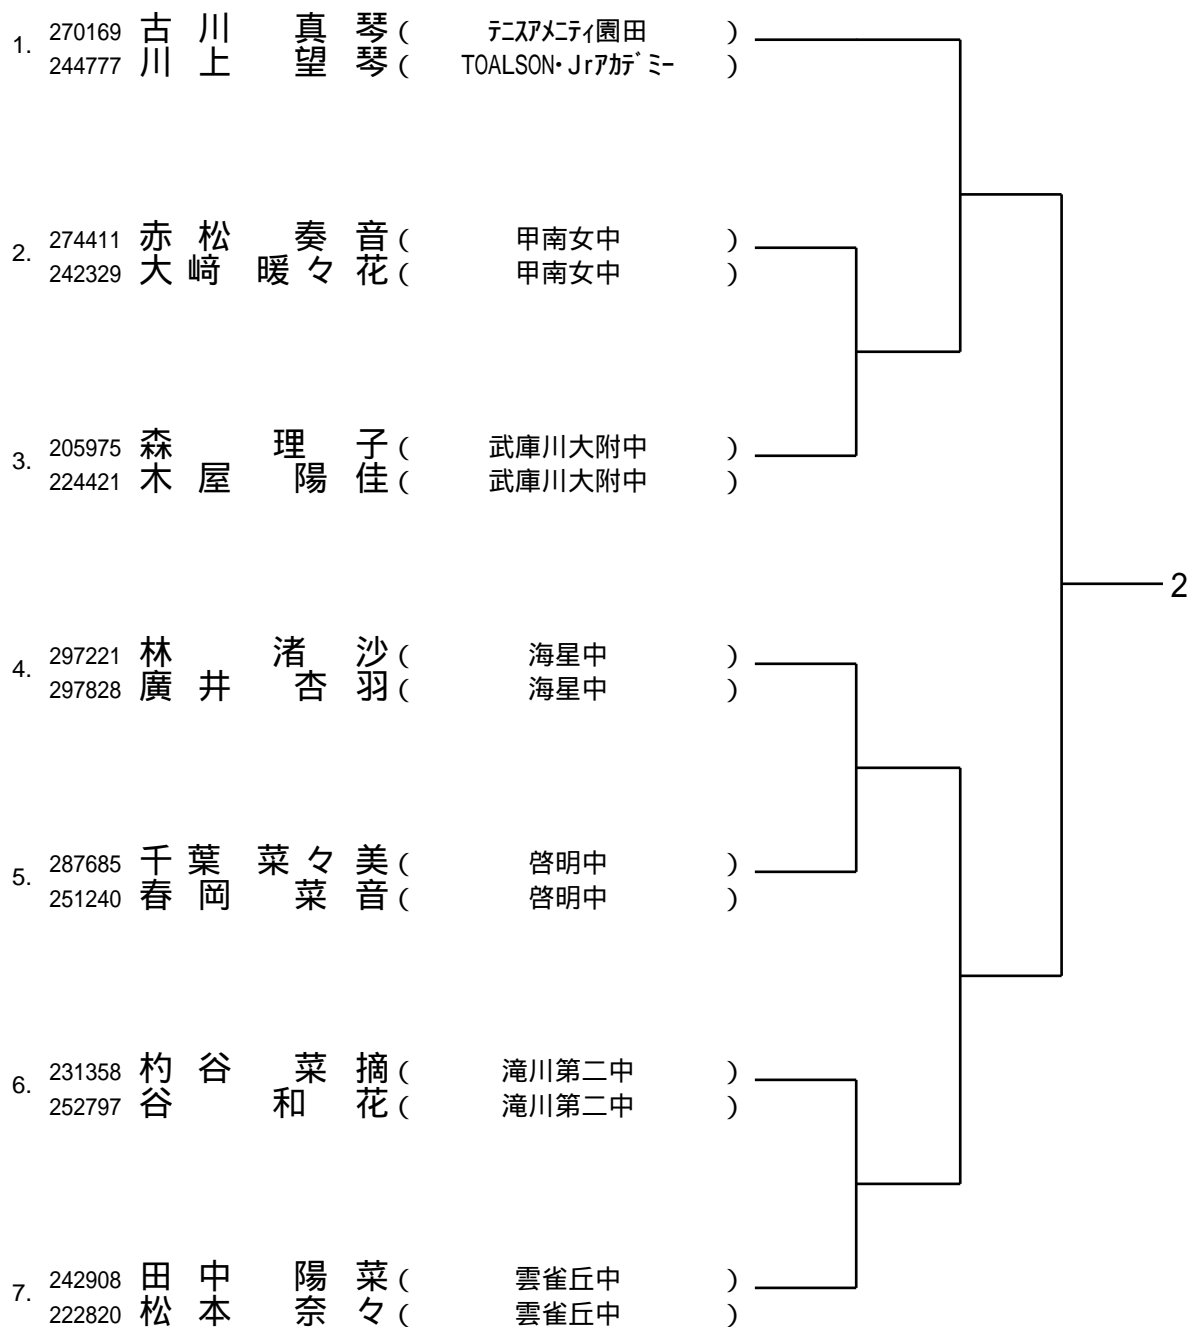 1. 270169 古川 真琴 ( テニスアメニティ園田 )
244777 川上 望琴 ( TOALSON・Jrアカデミー )
2. 274411 赤松 奏音 ( 甲南女中 )
242329 大﨑 暖々花 ( 甲南女中 )
3. 205975 森 理子 ( 武庫川大附中 )
224421 木屋 陽佳 ( 武庫川大附中 )
2
4. 297221 林 渚沙 ( 海星中 )
297828 廣井 杏羽 ( 海星中 )
5. 287685 千葉 菜々美 ( 啓明中 )
251240 春岡 菜音 ( 啓明中 )
6. 231358 杓谷 菜摘 ( 滝川第二中 )
252797 谷 和花 ( 滝川第二中 )
7. 242908 田中 陽菜 ( 雲雀丘中 )
222820 松本 奈々 ( 雲雀丘中 )